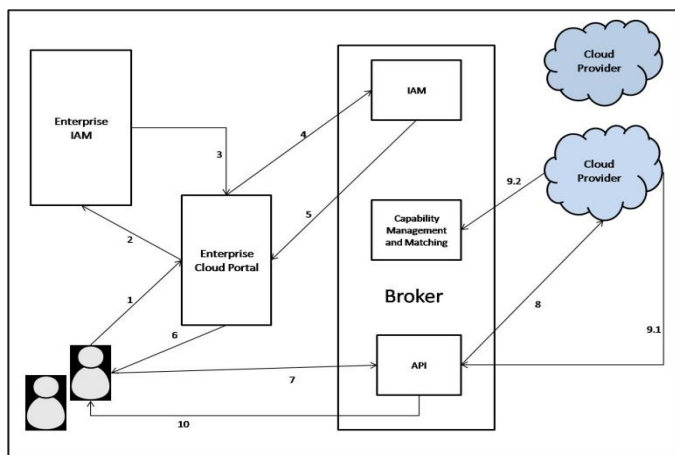 Cloud
Provider
Enterprise
IAM
IAM
4
3
Cloud
Provider
9.2
5
2
Enterprise
Cloud Portal
Capability
Management
and Matching
1
Broker
8
6
9.1
7
API
10